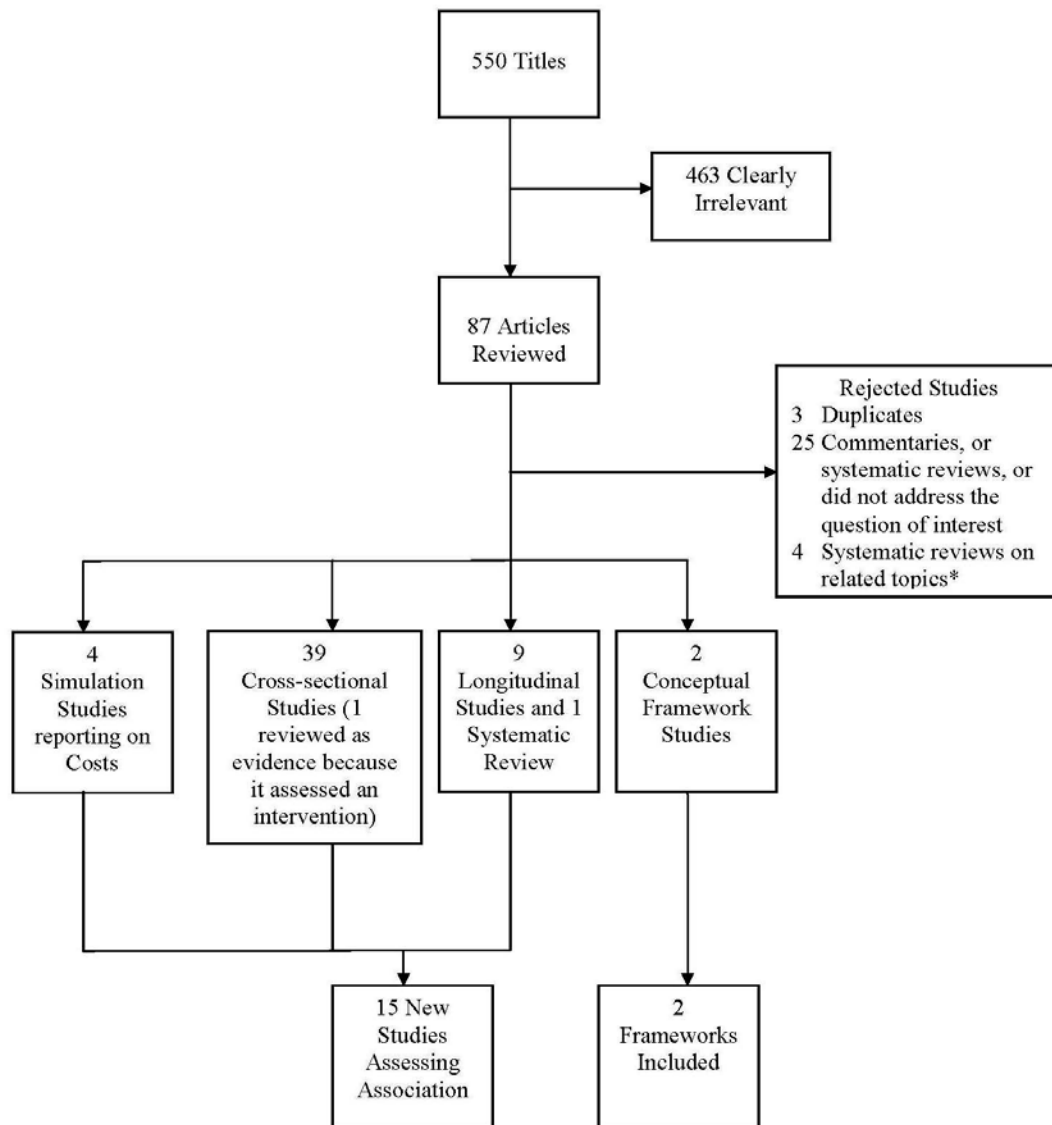 550 Titles
463 Clearly
Irrelevant
87 Articles
Reviewed
Rejected Studies
3 Duplicates
25 Commentaries, or
systematic reviews, or
did not address the
question of interest
4 Systematic reviews on
related topics*
4
Simulation
Studies
reporting on
Costs
39
Cross-sectional
Studies (1
reviewed as
evidence because
it assessed an
intervention)
9
Longitudinal
Studies and 1
Systematic
Review
2
Conceptual
Framework
Studies
15 New
Studies
Assessing
Association
2
Frameworks
Included